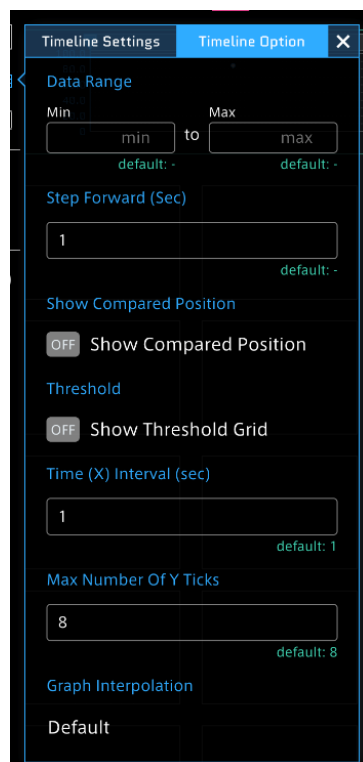 Timeline Settings Timeline Option ×
Data Range
Min Max
min to max
default: - default: -
Step Forward (Sec)
1
default: -
Show Compared Position
OFF Show Compared Position
Threshold
OFF Show Threshold Grid
Time (X) Interval (sec)
1
default: 1
Max Number Of Y Ticks
8
default: 8
Graph Interpolation
Default